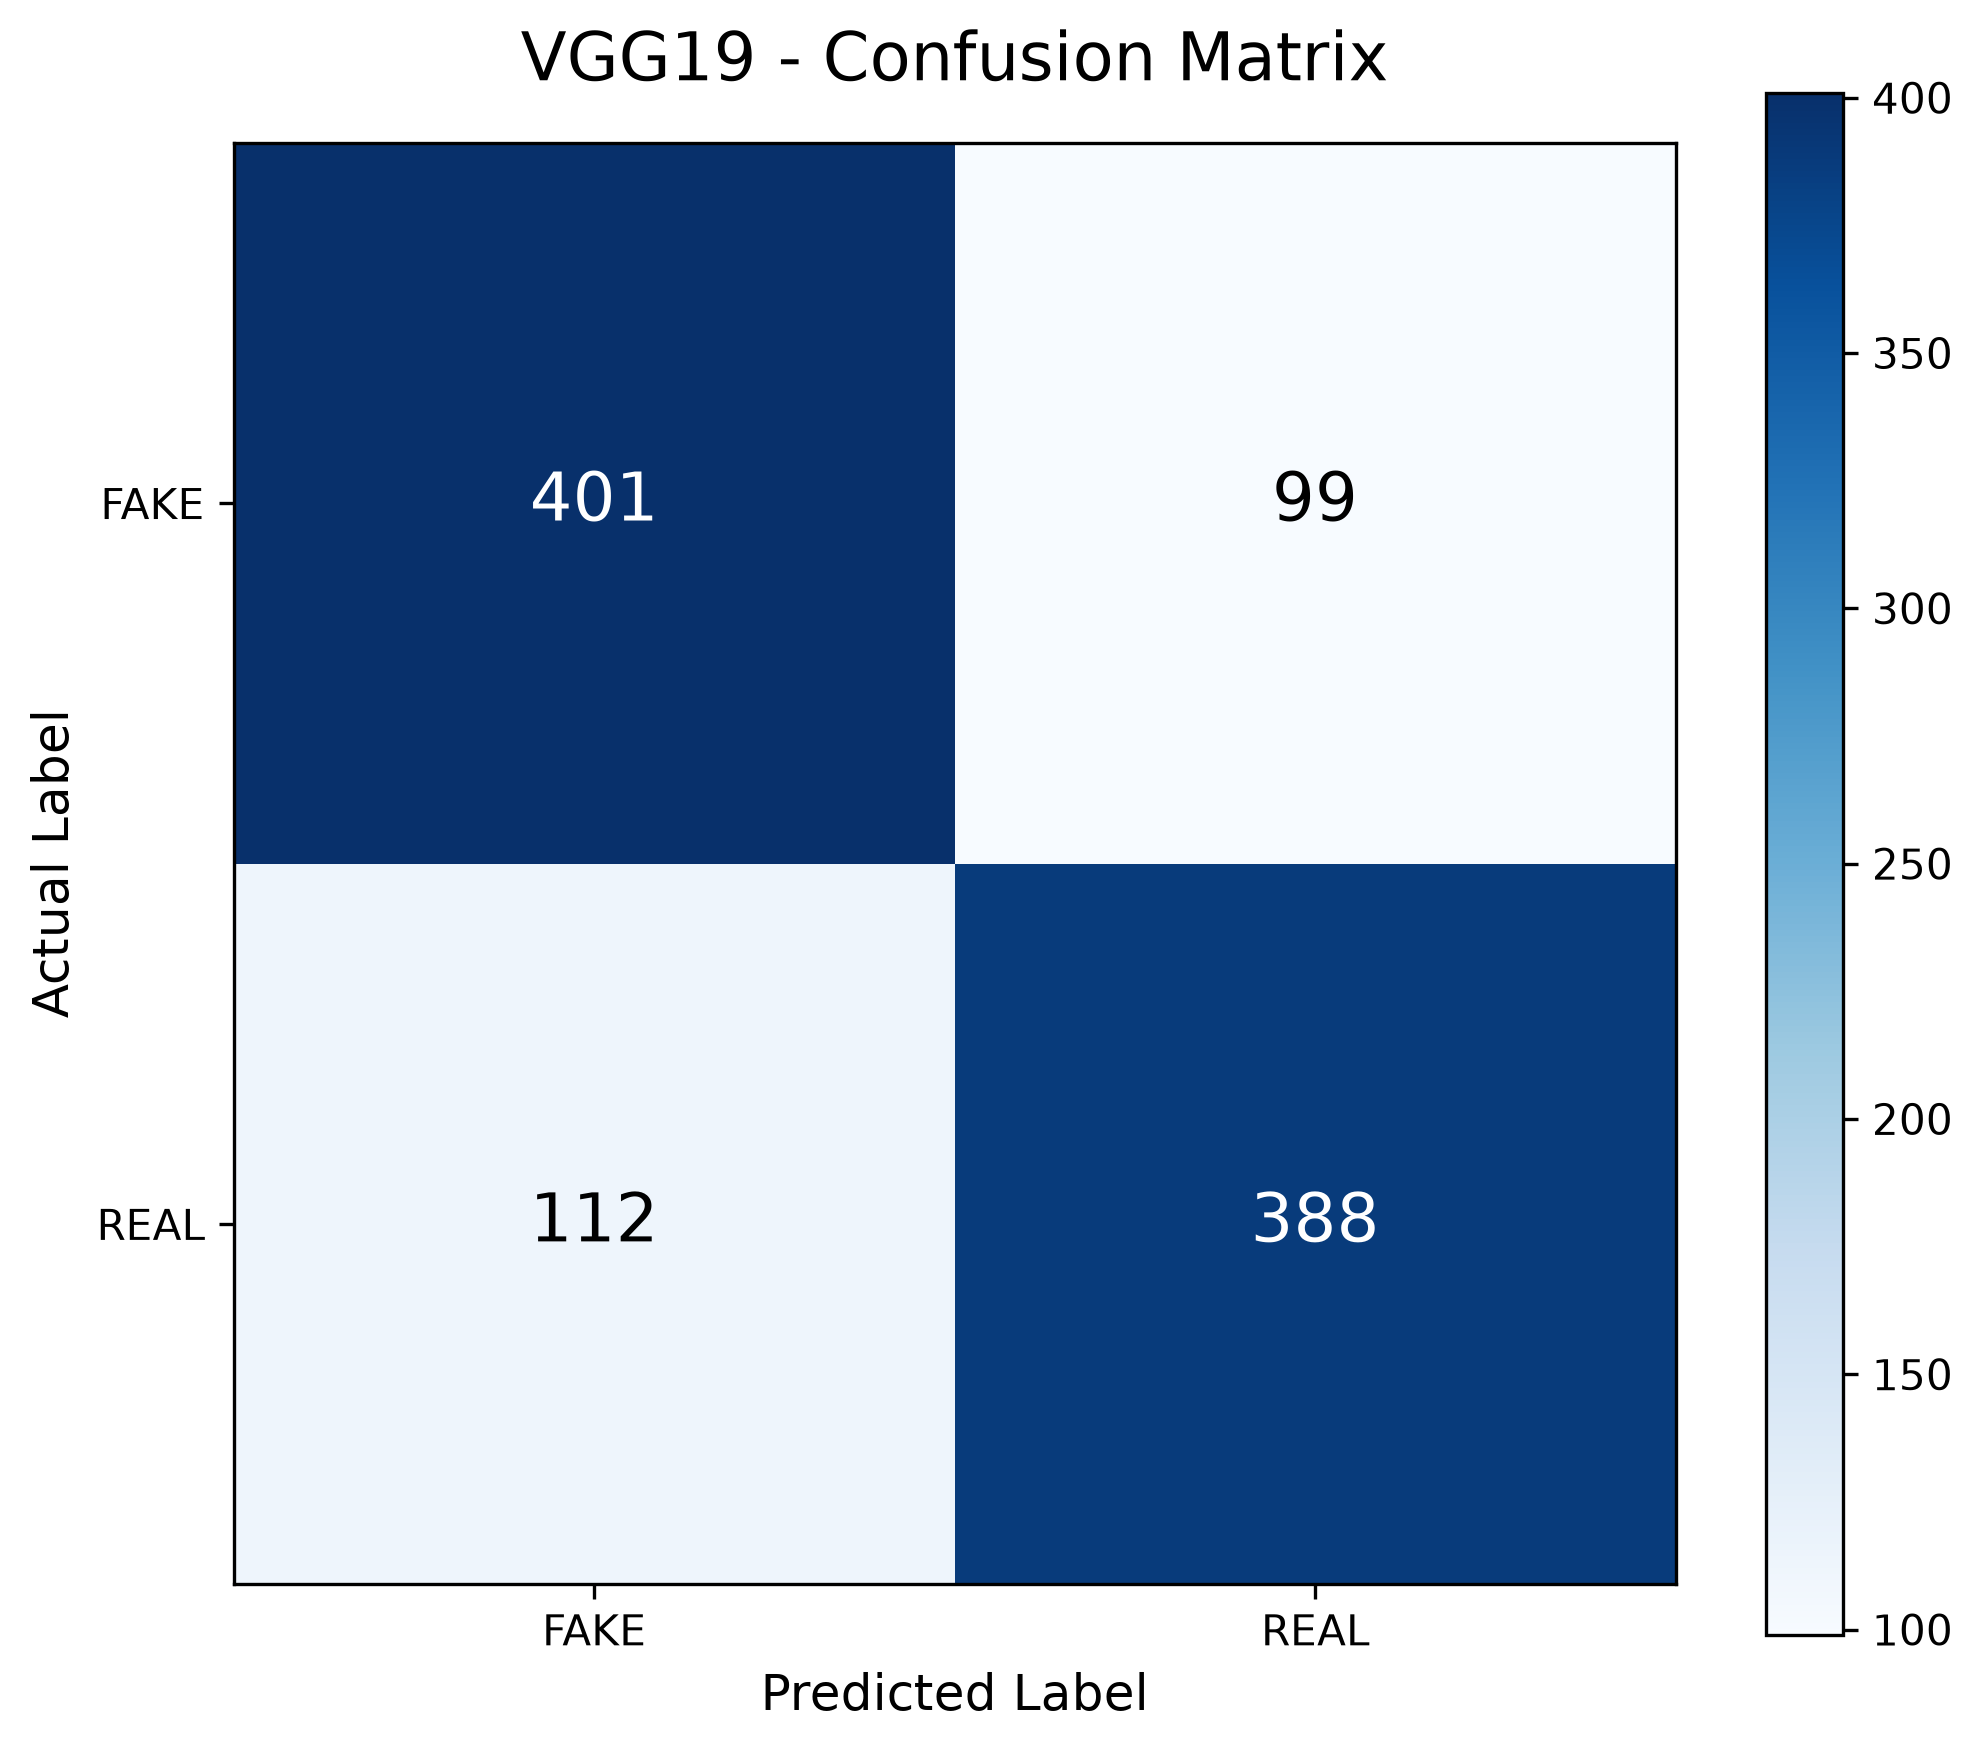 VGG19 - Confusion Matrix
400
350
300
250
200
150
100
Actual Label
FAKE
401
99
REAL
112
388
FAKE
REAL
Predicted Label